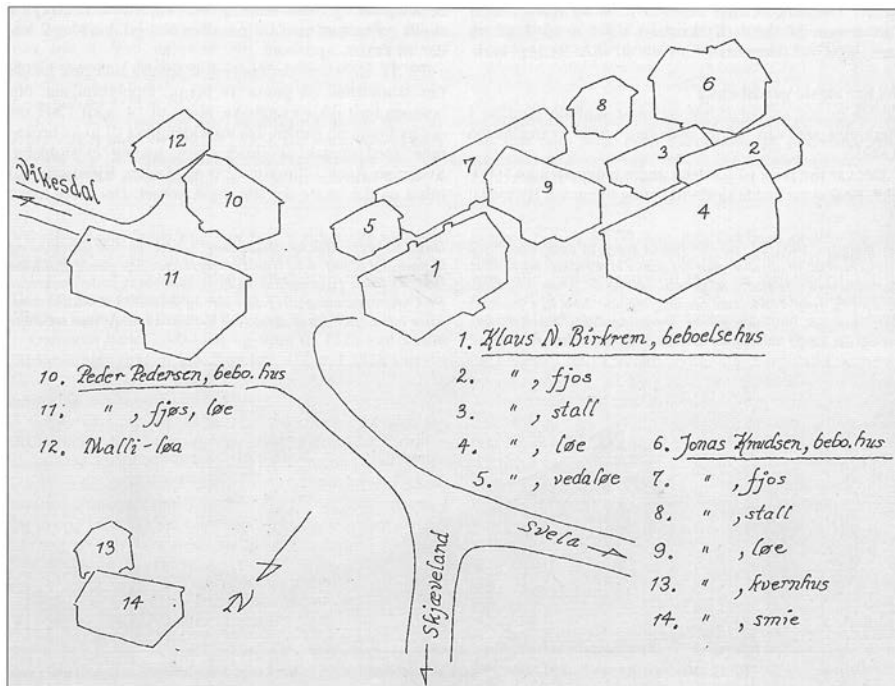 Vikesdal
12
10
11
5
7
1
8
9
6
3
2
4
1. Klaus N. Birkrem, beboelsehus
2. " , fjos
3. " , stall
4. " , løe
5. " , vedaløe
10. Peder Pedersen, bebo. hus
11. " , fjøs, løe
12. Malli-løa
6. Jonas Knudsen, bebo. hus
7. " , fjos
8. " , stall
9. " , løe
13. " , kvernhus
14. " , smie
Svela
Skjæveland
13
14
N